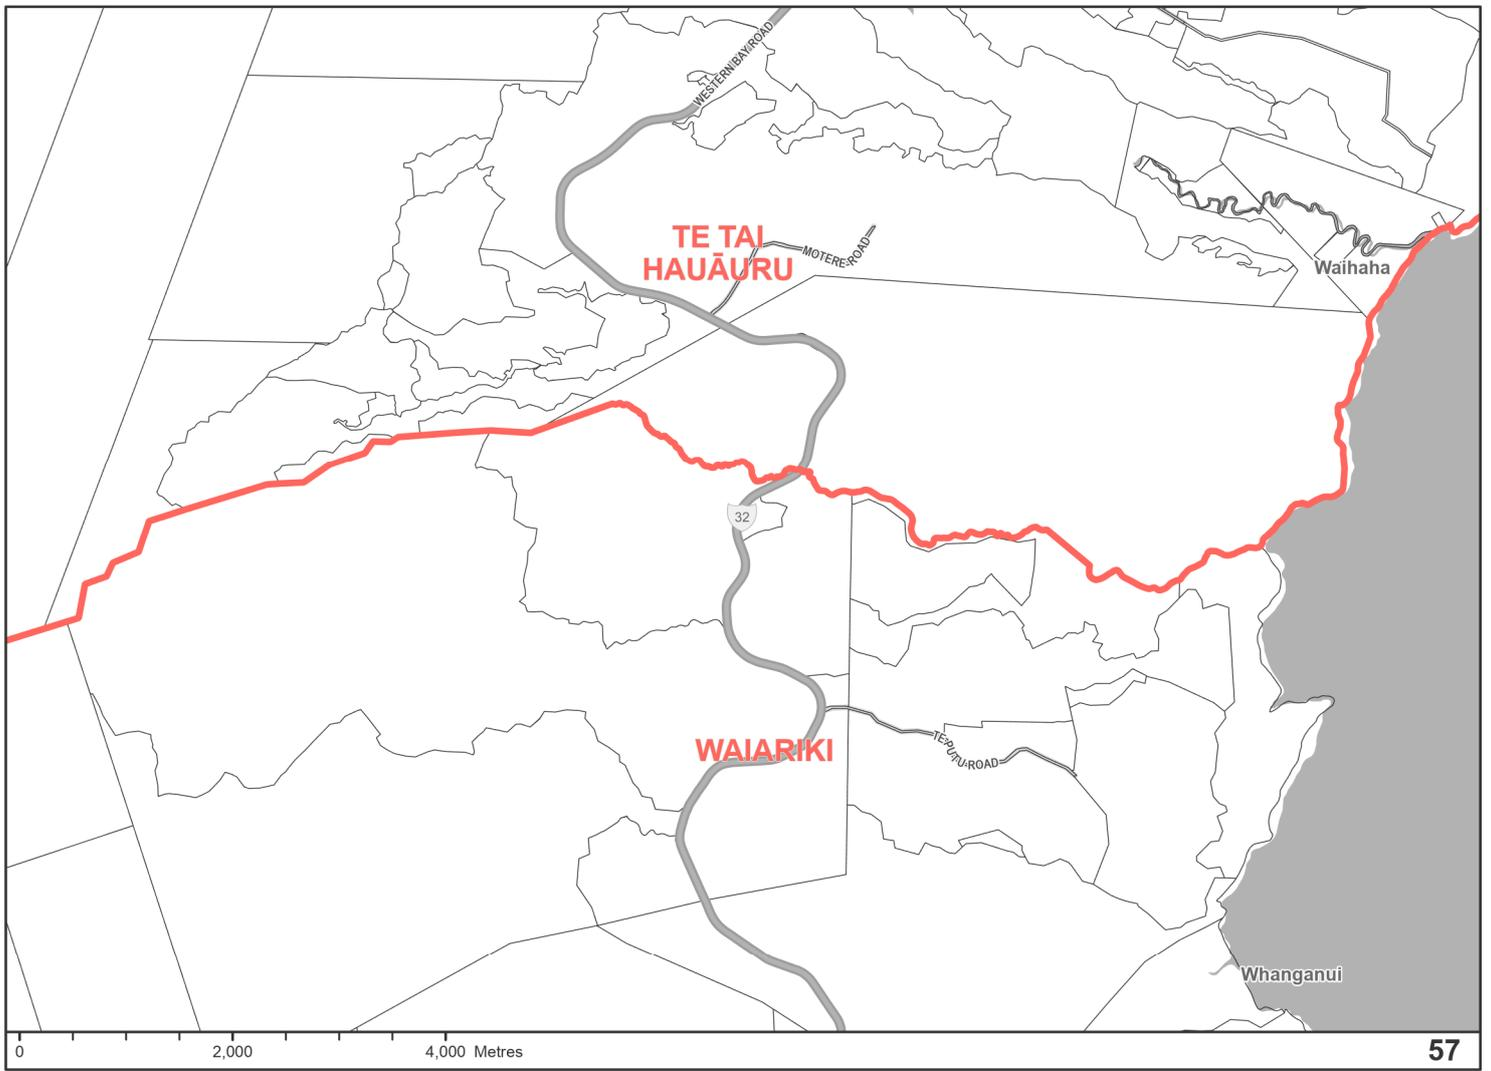 WESTERN BAY ROAD
TE TAI
HAUĀURU
MOTERE ROAD
Waihaha
32
WAIARIKI
TE PUTU ROAD
Whanganui
0 2,000 4,000 Metres
57